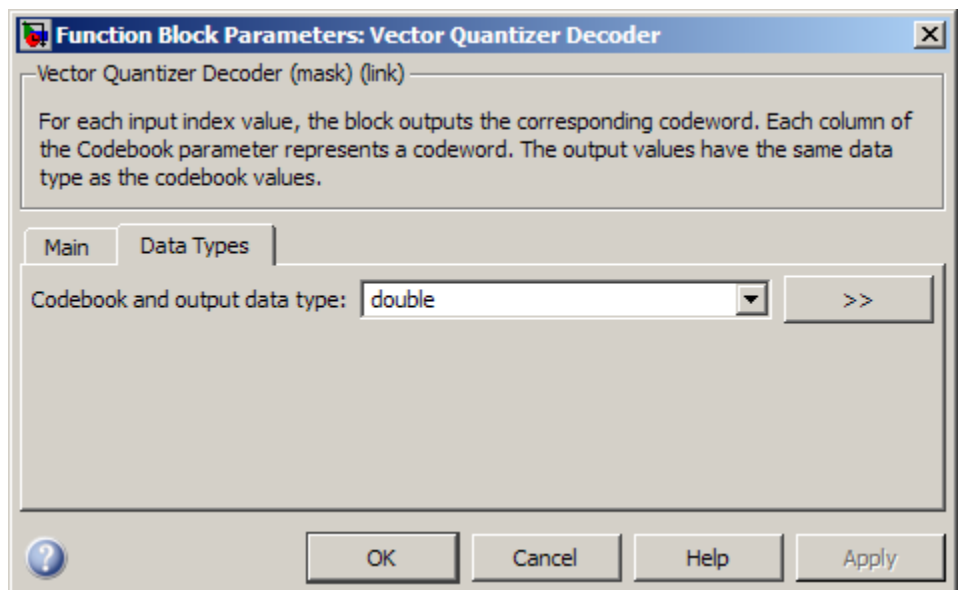 Function Block Parameters: Vector Quantizer Decoder
Vector Quantizer Decoder (mask) (link)
For each input index value, the block outputs the corresponding codeword. Each column of
the Codebook parameter represents a codeword. The output values have the same data
type as the codebook values.
Main Data Types
Codebook and output data type: double >>
OK Cancel Help Apply